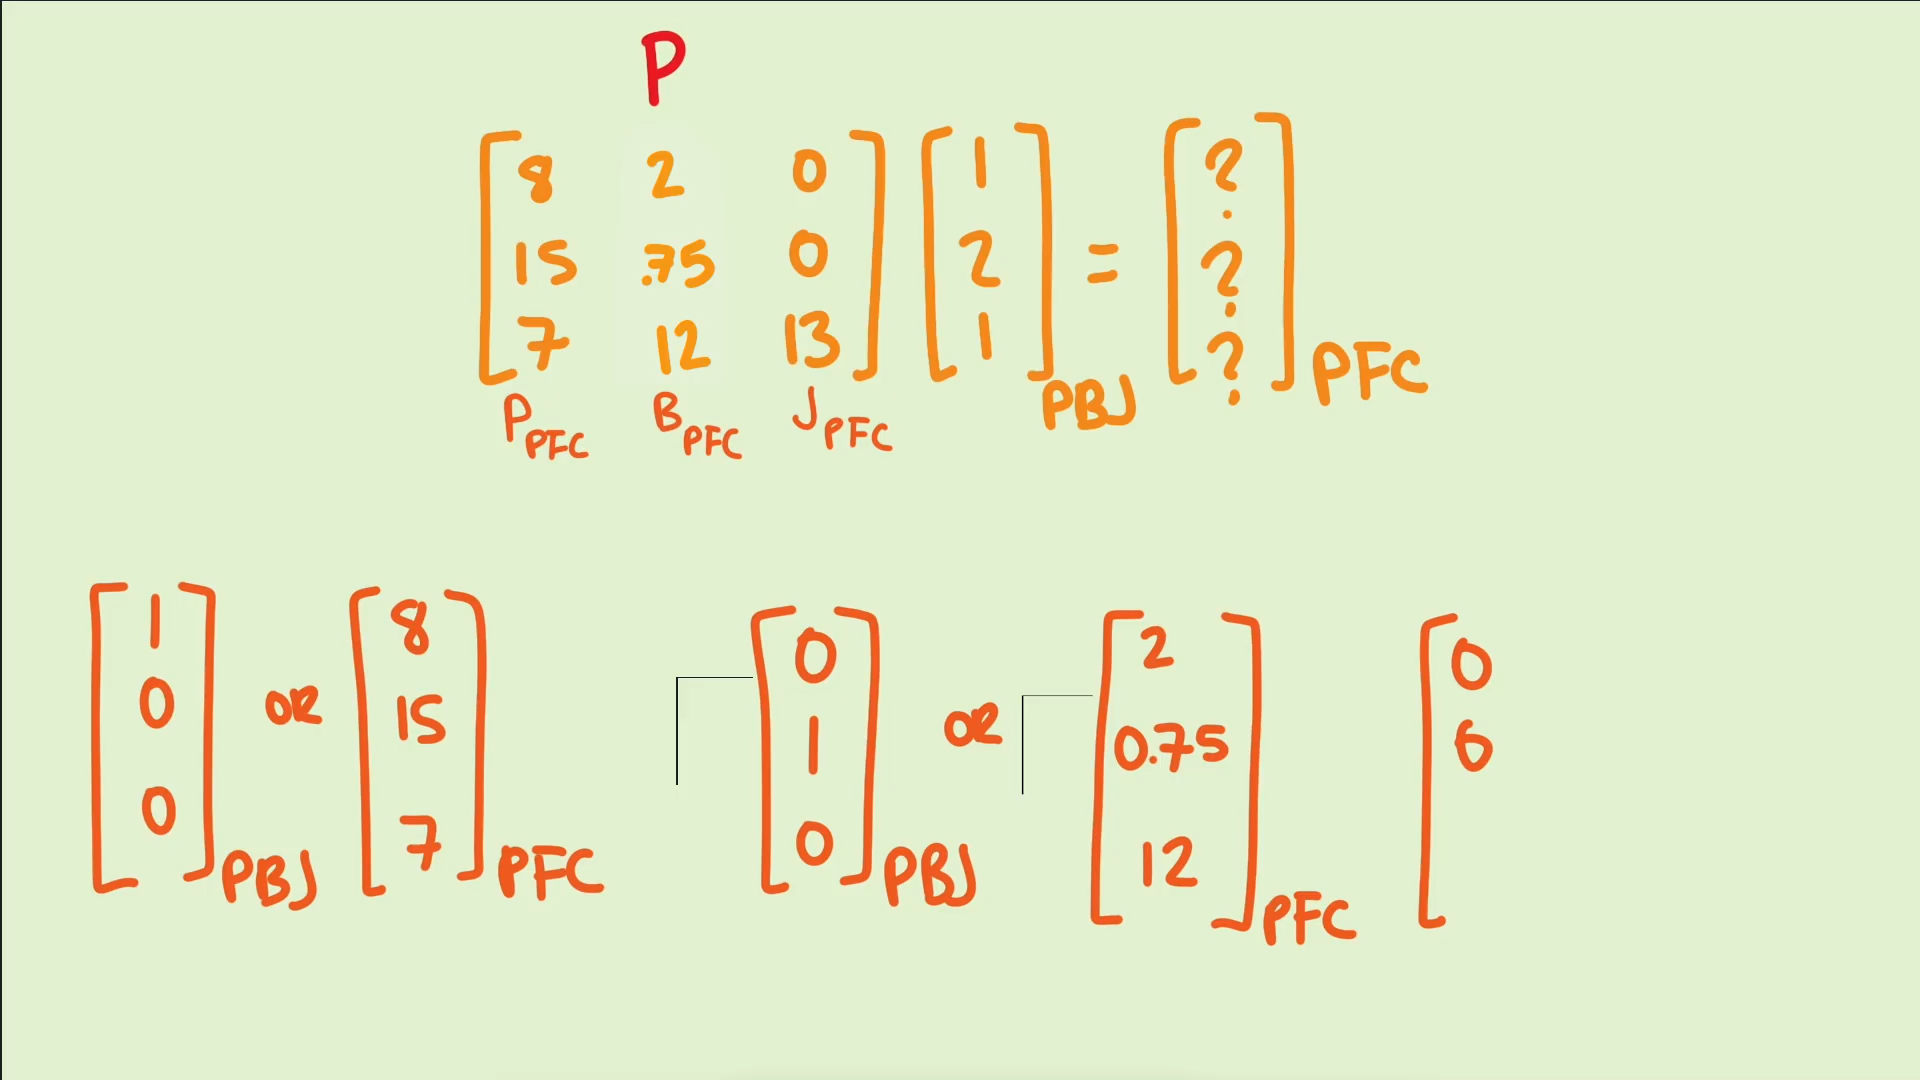 P
8 2 0 1 ?
15 .75 0 2 = ?
7 12 13 1 ?
PBJ PFC
P PFC B PFC J PFC
1 8 0 2 0
0 OR 15 1 OR 0.75 0
0 7 0 12
PBJ PFC PBJ PFC